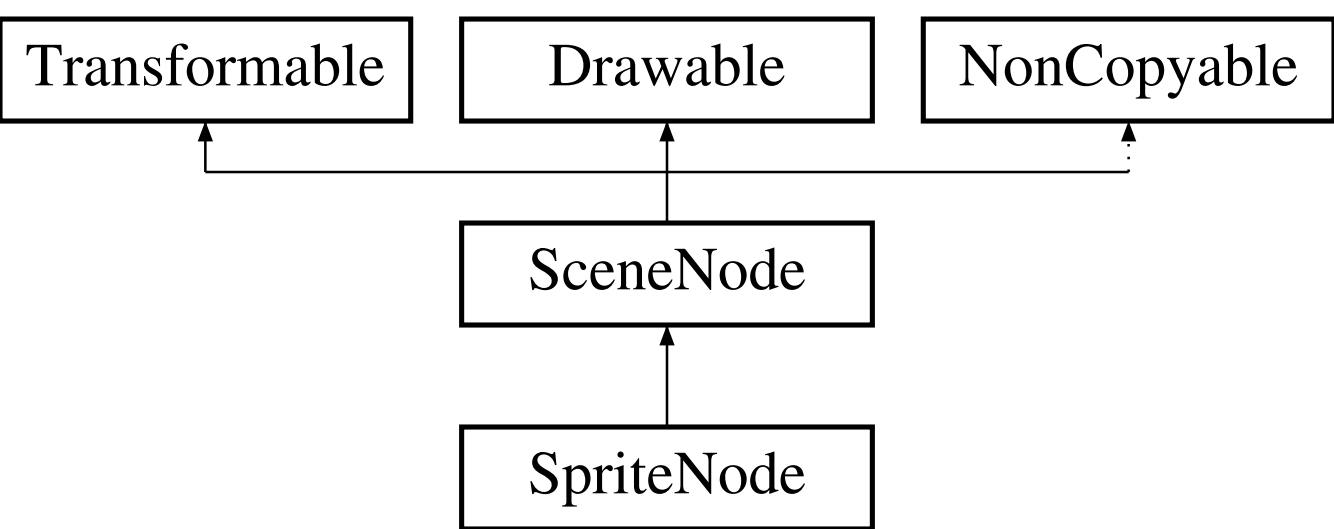 Transformable
Drawable
NonCopyable
SceneNode
SpriteNode